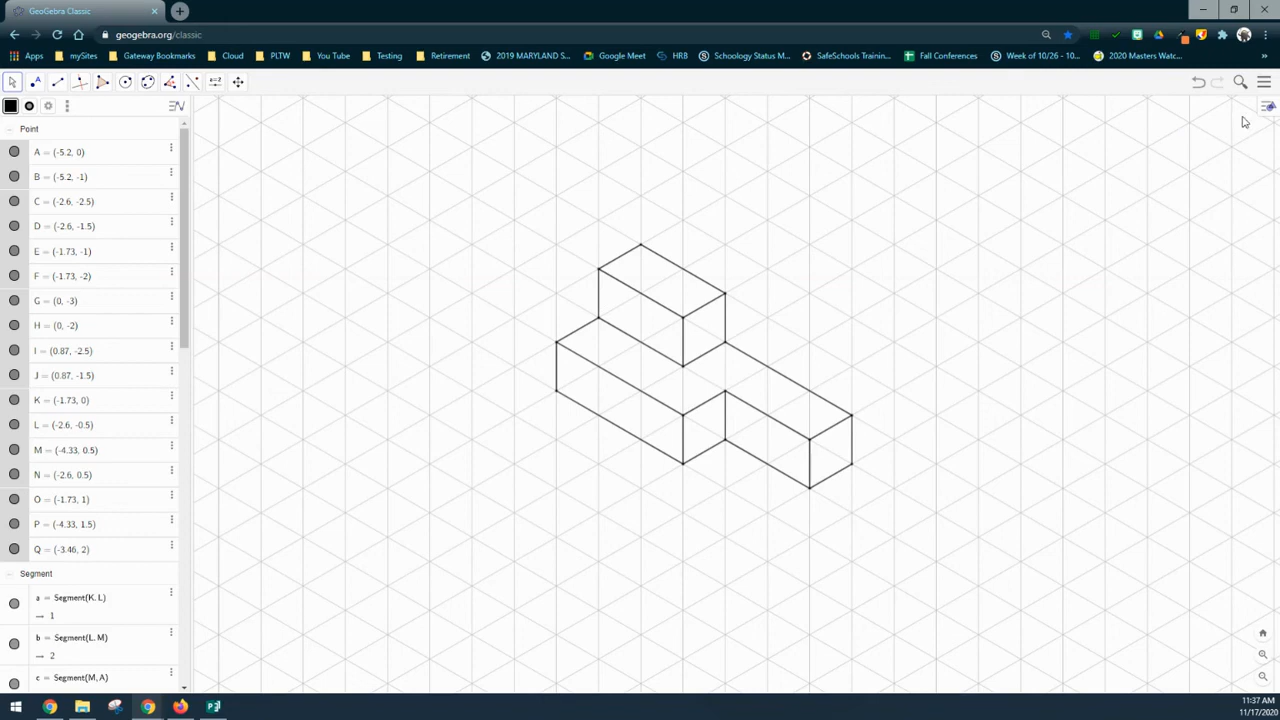 GeoGebra Classic
geogebra.org/classic
Apps mySites Gateway Bookmarks Cloud PLTW You Tube Testing Retirement 2019 MARYLAND S... Google Meet HRB Schoology Status M... SafeSchools Trainin... Fall Conferences Week of 10/26 - 10... 2020 Masters Watc... »
a=2
Point
A = (-5.2, 0)
B = (-5.2, -1)
C = (-2.6, -2.5)
D = (-2.6, -1.5)
E = (-1.73, -1)
F = (-1.73, -2)
G = (0, -3)
H = (0, -2)
I = (0.87, -2.5)
J = (0.87, -1.5)
K = (-1.73, 0)
L = (-2.6, -0.5)
M = (-4.33, 0.5)
N = (-2.6, 0.5)
O = (-1.73, 1)
P = (-4.33, 1.5)
Q = (-3.46, 2)
Segment
a = Segment(K, L)
→ 1
b = Segment(L, M)
→ 2
c = Segment(M, A)
11:37 AM
11/17/2020